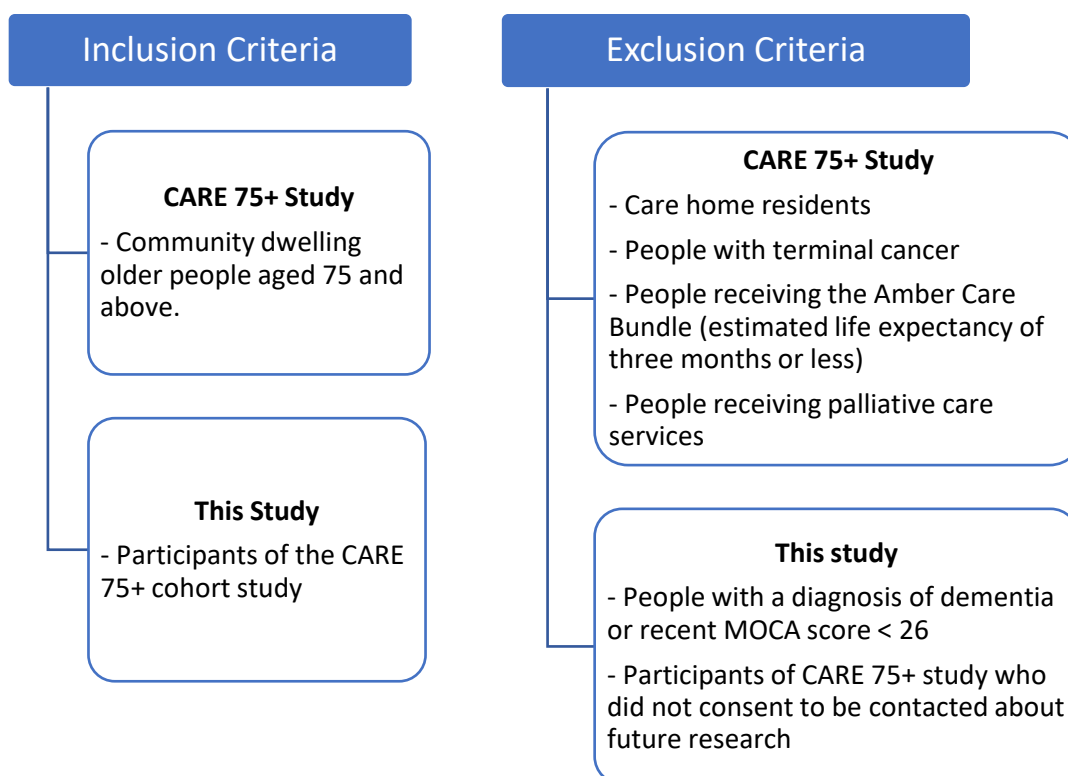 Inclusion Criteria
CARE 75+ Study
- Community dwelling
older people aged 75 and
above.
This Study
- Participants of the CARE
75+ cohort study
Exclusion Criteria
CARE 75+ Study
- Care home residents
- People with terminal cancer
- People receiving the Amber Care
Bundle (estimated life expectancy of
three months or less)
- People receiving palliative care
services
This study
- People with a diagnosis of dementia
or recent MOCA score < 26
- Participants of CARE 75+ study who
did not consent to be contacted about
future research